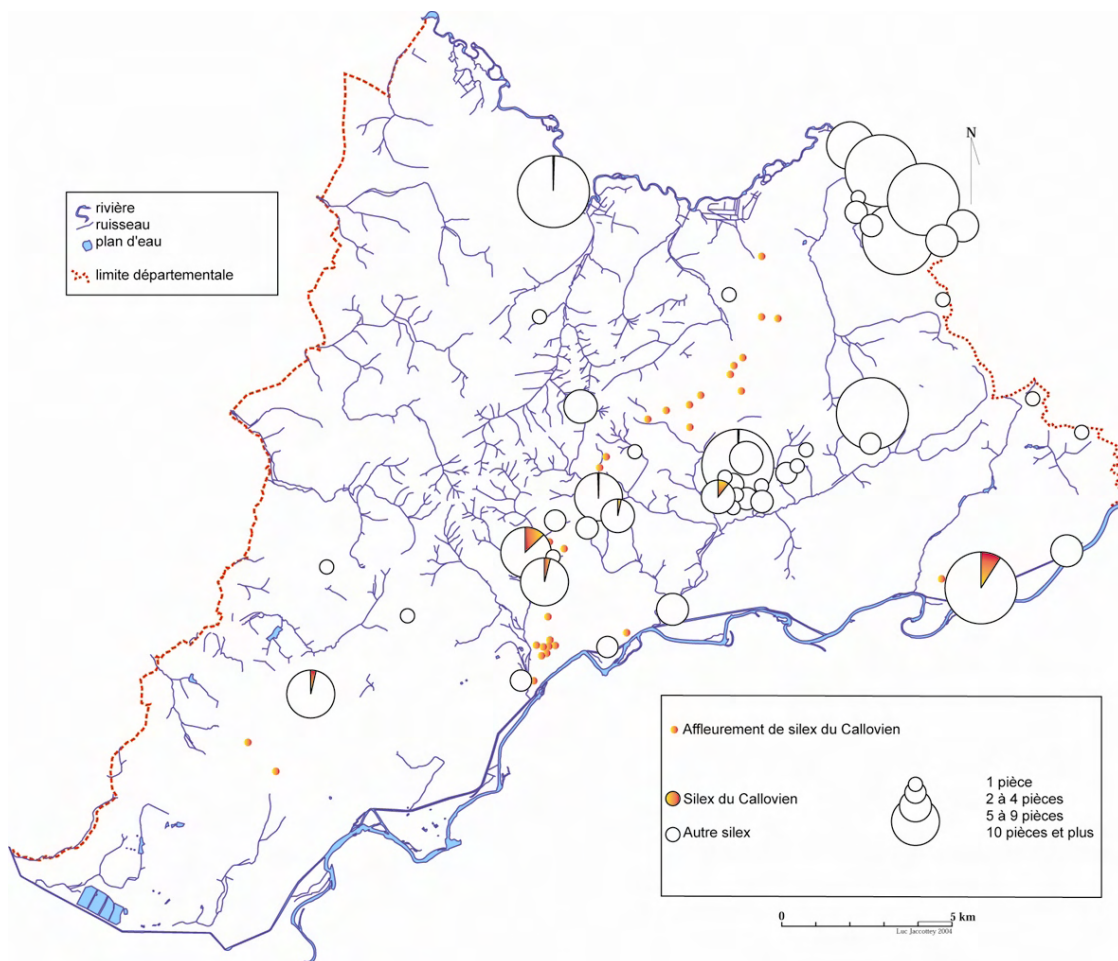 N
rivière
ruisseau
plan d'eau
limite départementale
Affleurement de silex du Callovien
Silex du Callovien
Autre silex
1 pièce
2 à 4 pièces
5 à 9 pièces
10 pièces et plus
0 5 km
Luc Jaccottey 2004